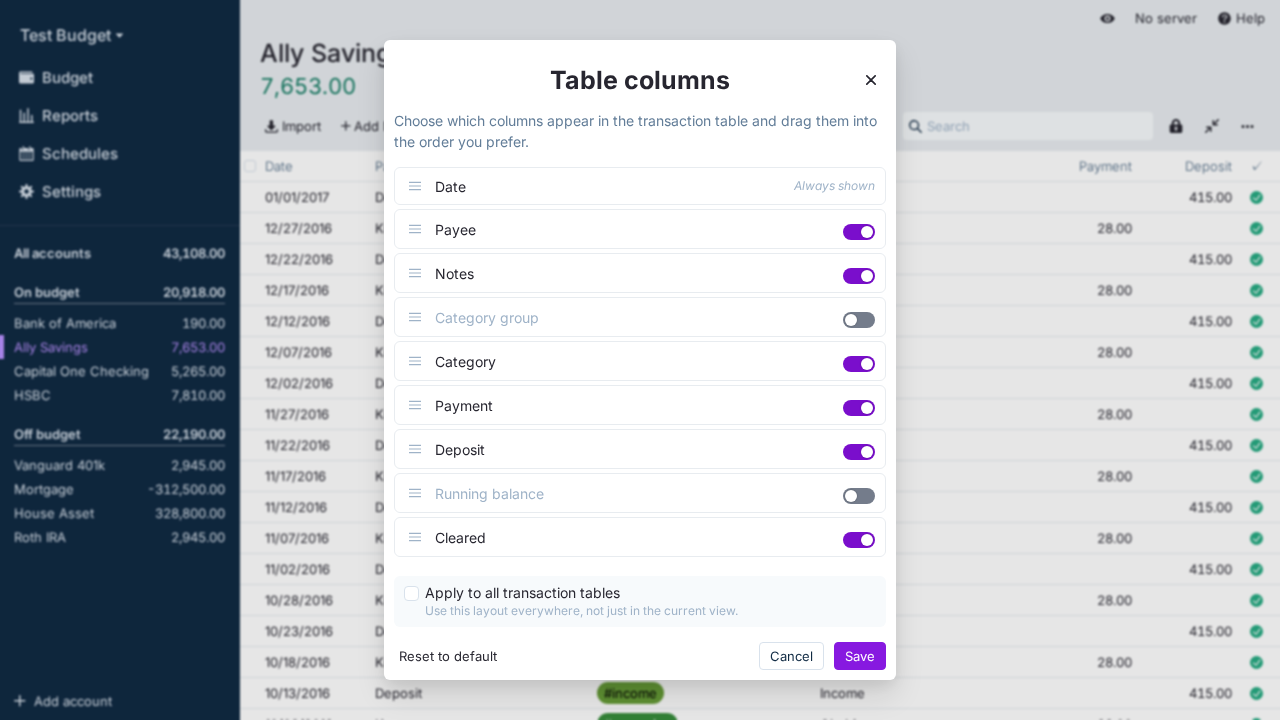 Test Budget
Budget
Reports
Schedules
Settings
All accounts 43,108.00
On budget 20,918.00
Bank of America 190.00
Ally Savings 7,653.00
Capital One Checking 5,265.00
HSBC 7,810.00
Off budget 22,190.00
Vanguard 401k 2,945.00
Mortgage -312,500.00
House Asset 328,800.00
Roth IRA 2,945.00
Add account
No server
Help
Ally Saving
7,653.00
Import
Add
Search
Date Payment Deposit
01/01/2017 415.00
12/27/2016 28.00
12/22/2016 415.00
12/17/2016 28.00
12/12/2016 415.00
12/07/2016 28.00
12/02/2016 415.00
11/27/2016 28.00
11/22/2016 415.00
11/17/2016 28.00
11/12/2016 415.00
11/07/2016 28.00
11/02/2016 415.00
10/28/2016 28.00
10/23/2016 415.00
10/18/2016 28.00
10/13/2016 Deposit #income Income 415.00
Table columns
Choose which columns appear in the transaction table and drag them into
the order you prefer.
Date Always shown
Payee
Notes
Category group
Category
Payment
Deposit
Running balance
Cleared
Apply to all transaction tables
Use this layout everywhere, not just in the current view.
Reset to default
Cancel
Save